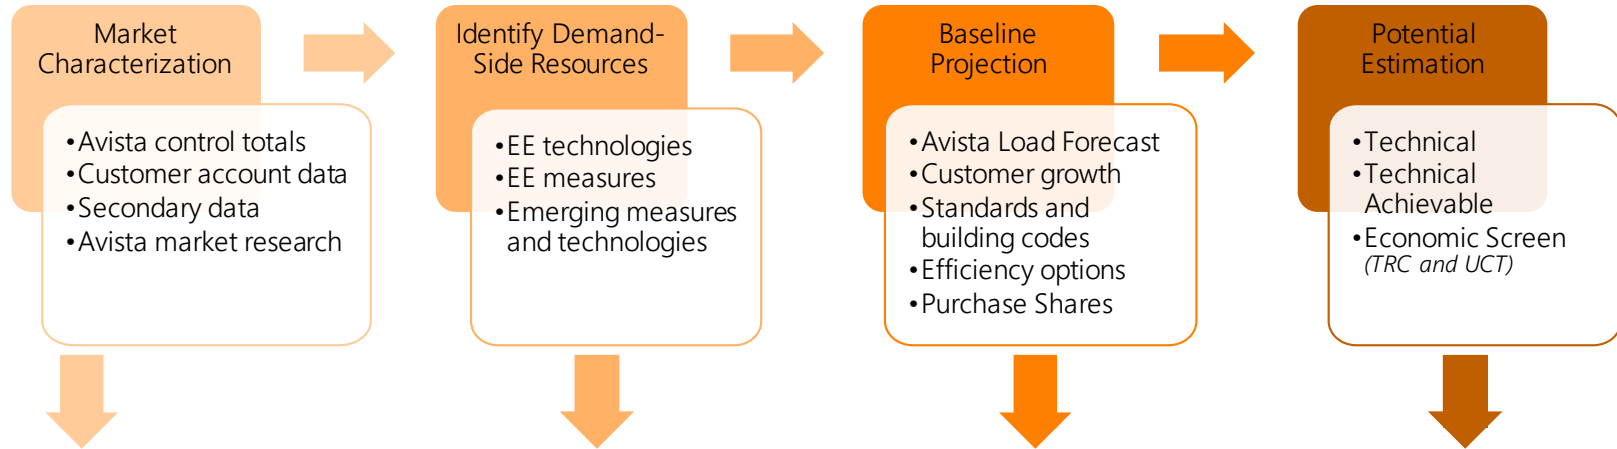 Market
Characterization
• Avista control totals
• Customer account data
• Secondary data
• Avista market research
Identify Demand-
Side Resources
• EE technologies
• EE measures
• Emerging measures
and technologies
Baseline
Projection
• Avista Load Forecast
• Customer growth
• Standards and
building codes
• Efficiency options
• Purchase Shares
Potential
Estimation
• Technical
• Technical
Achievable
• Economic Screen
(TRC and UCT)